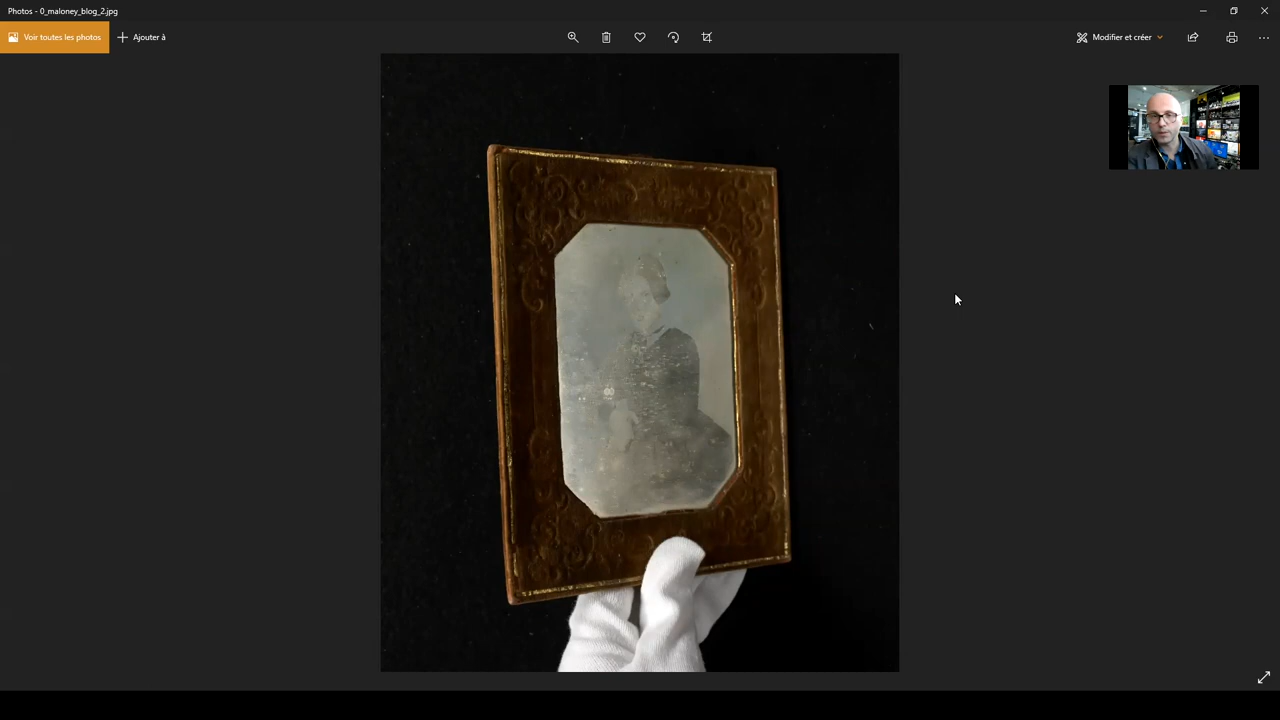 Photos - 0_maloney_blog_2.jpg
Voir toutes les photos
Ajouter à
Modifier et créer